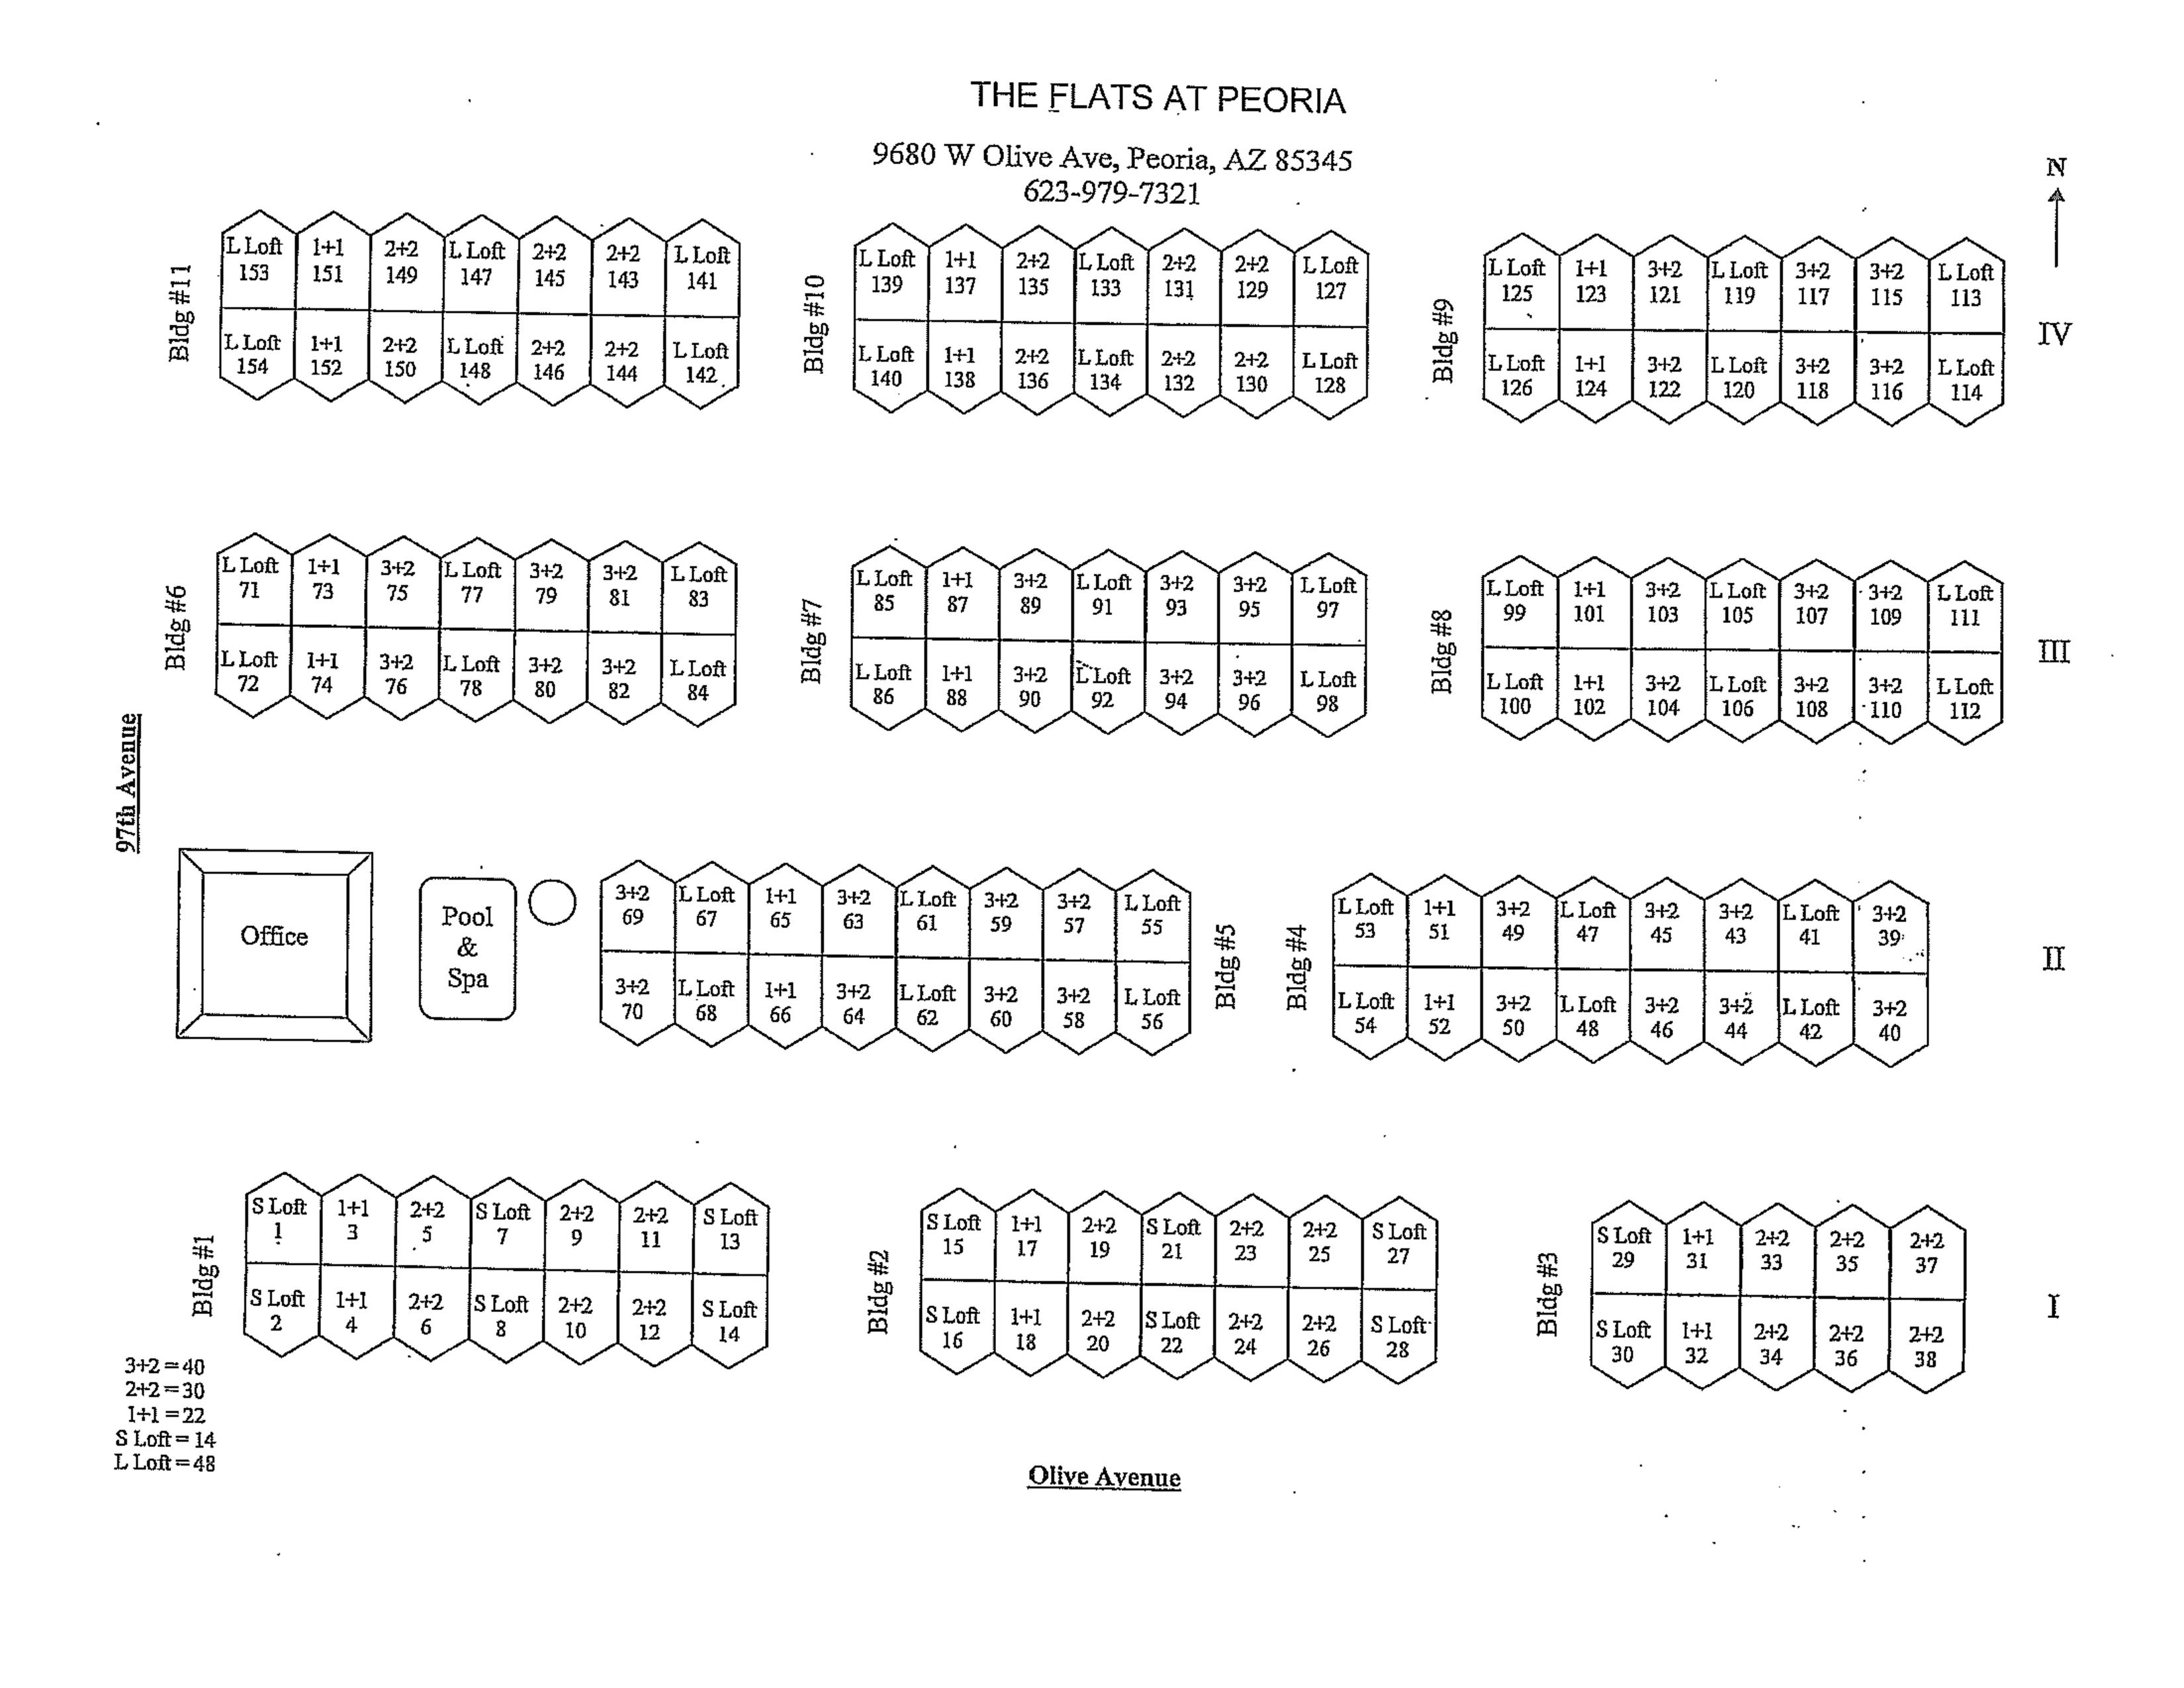 THE FLATS AT PEORIA
9680 W Olive Ave, Peoria, AZ 85345
623-979-7321
N
Bldg #11
L Loft 1+1 2+2 L Loft 2+2 2+2 L Loft
153 151 149 147 145 143 141
L Loft 1+1 2+2 L Loft 2+2 2+2 L Loft
154 152 150 148 146 144 142
Bldg #10
L Loft 1+1 2+2 L Loft 2+2 2+2 L Loft
139 137 135 133 131 129 127
L Loft 1+1 2+2 L Loft 2+2 2+2 L Loft
140 138 136 134 132 130 128
Bldg #9
L Loft 1+1 3+2 L Loft 3+2 3+2 L Loft
125 123 121 119 117 115 113
L Loft 1+1 3+2 L Loft 3+2 3+2 L Loft
126 124 122 120 118 116 114
IV
Bldg #6
L Loft 1+1 3+2 L Loft 3+2 3+2 L Loft
71 73 75 77 79 81 83
L Loft 1+1 3+2 L Loft 3+2 3+2 L Loft
72 74 76 78 80 82 84
Bldg #7
L Loft 1+1 3+2 L Loft 3+2 3+2 L Loft
85 87 89 91 93 95 97
L Loft 1+1 3+2 L Loft 3+2 3+2 L Loft
86 88 90 92 94 96 98
Bldg #8
L Loft 1+1 3+2 L Loft 3+2 3+2 L Loft
99 101 103 105 107 109 111
L Loft 1+1 3+2 L Loft 3+2 3+2 L Loft
100 102 104 106 108 110 112
III
97th Avenue
Office
Pool
&
Spa
3+2 L Loft 1+1 3+2 L Loft 3+2 3+2 L Loft
69 67 65 63 61 59 57 55
3+2 L Loft 1+1 3+2 L Loft 3+2 3+2 L Loft
70 68 66 64 62 60 58 56
Bldg #5
Bldg #4
L Loft 1+1 3+2 L Loft 3+2 3+2 L Loft 3+2
53 51 49 47 45 43 41 39
L Loft 1+1 3+2 L Loft 3+2 3+2 L Loft 3+2
54 52 50 48 46 44 42 40
II
Bldg #1
S Loft 1+1 2+2 S Loft 2+2 2+2 S Loft
1 3 5 7 9 11 13
S Loft 1+1 2+2 S Loft 2+2 2+2 S Loft
2 4 6 8 10 12 14
Bldg #2
S Loft 1+1 2+2 S Loft 2+2 2+2 S Loft
15 17 19 21 23 25 27
S Loft 1+1 2+2 S Loft 2+2 2+2 S Loft
16 18 20 22 24 26 28
Bldg #3
S Loft 1+1 2+2 2+2 2+2
29 31 33 35 37
S Loft 1+1 2+2 2+2 2+2
30 32 34 36 38
I
3+2=40
2+2=30
1+1=22
S Loft=14
L Loft=48
Olive Avenue